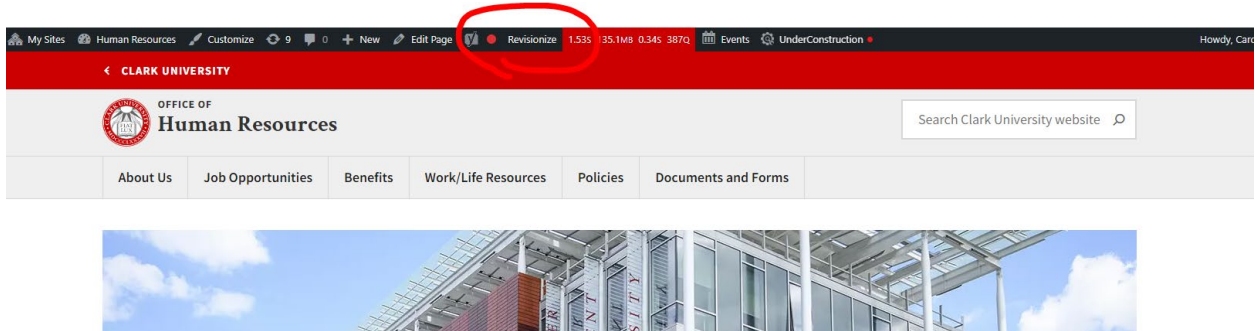 My Sites Human Resources Customize 9 0 + New Edit Page Revisionize 1.53S 135.1MB 0.34S 387Q Events UnderConstruction Howdy,
CLARK UNIVERSITY
OFFICE OF
Human Resources
Search Clark University website
About Us Job Opportunities Benefits Work/Life Resources Policies Documents and Forms